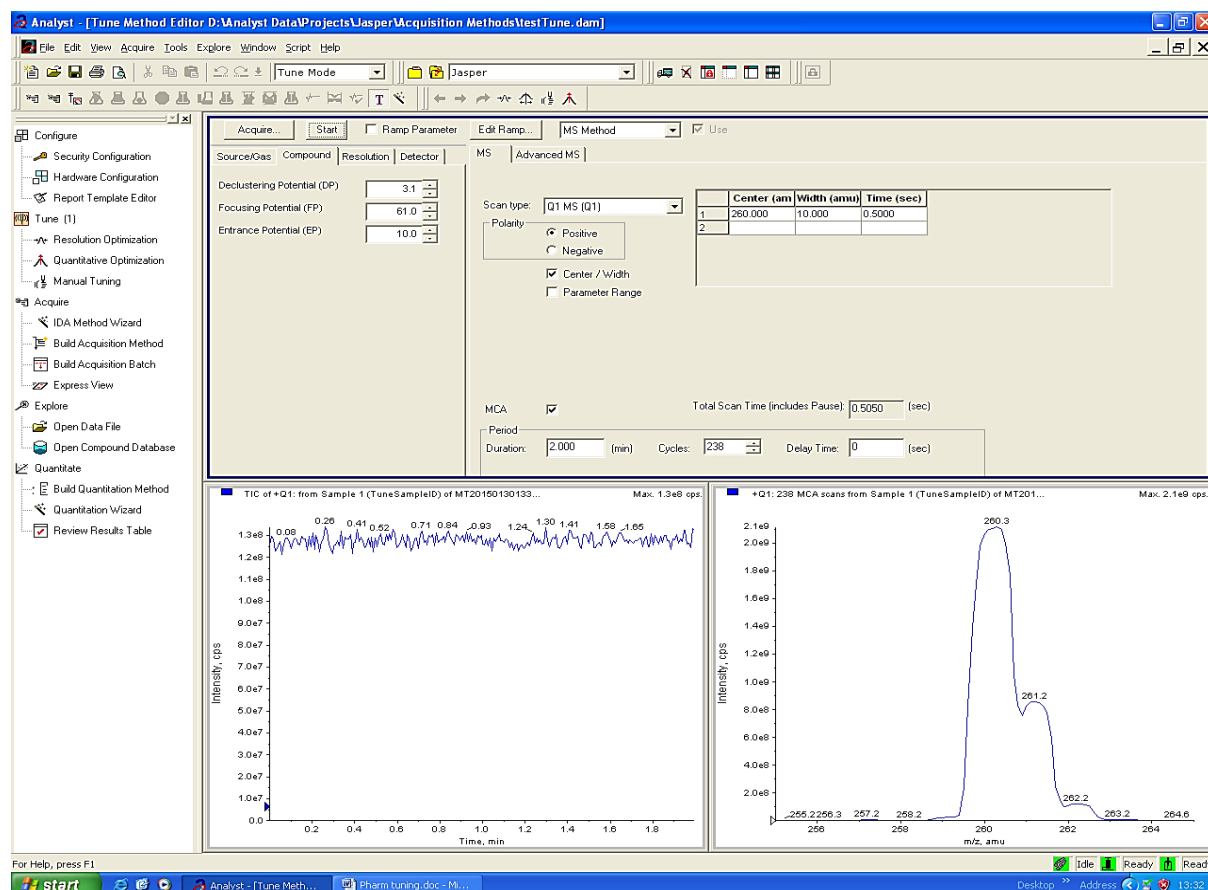 Analyst - [Tune Method Editor D:\Analyst Data\Projects\Jasper\Acquisition Methods\testTune.dam]
File Edit View Acquire Tools Explore Window Script Help
Tune Mode Jasper
T
Configure
Security Configuration
Hardware Configuration
Report Template Editor
Tune (1)
Resolution Optimization
Quantitative Optimization
Manual Tuning
Acquire
IDA Method Wizard
Build Acquisition Method
Build Acquisition Batch
Express View
Explore
Open Data File
Open Compound Database
Quantitate
Build Quantitation Method
Quantitation Wizard
Review Results Table
Acquire... Start Ramp Parameter Edit Ramp... MS Method Use
Source/Gas Compound Resolution Detector
Declustering Potential (DP) 3.1
Focusing Potential (FP) 61.0
Entrance Potential (EP) 10.0
MS Advanced MS
Scan type: Q1 MS (Q1)
Polarity
Positive
Negative
Center / Width
Parameter Range
Center (am Width (amu) Time (sec)
1 260.000 10.000 0.5000
2
MCA Total Scan Time (includes Pause): 0.5050 (sec)
Period
Duration: 2.000 (min) Cycles: 238 Delay Time: 0 (sec)
TIC of +Q1: from Sample 1 (TuneSampleID) of MT20150130133... Max. 1.3e8 cps.
0.08 0.26 0.41 0.52 0.71 0.84 0.93 1.24 1.30 1.41 1.58 1.65
1.3e8
1.2e8
1.1e8
1.0e8
9.0e7
8.0e7
7.0e7
6.0e7
5.0e7
4.0e7
3.0e7
2.0e7
1.0e7
0.0
Intensity, cps
0.2 0.4 0.6 0.8 1.0 1.2 1.4 1.6 1.8
Time, min
+Q1: 238 MCA scans from Sample 1 (TuneSampleID) of MT201... Max. 2.1e9 cps.
260.3
261.2
262.2
255.2 256.3 257.2 258.2 263.2 264.6
2.1e9
2.0e9
1.8e9
1.6e9
1.4e9
1.2e9
1.0e9
8.0e8
6.0e8
4.0e8
2.0e8
Intensity, cps
256 258 260 262 264
m/z, amu
For Help, press F1
Idle Ready Read
start Analyst - [Tune Meth... Pharm tuning.doc - Mi... Desktop Address 13:32